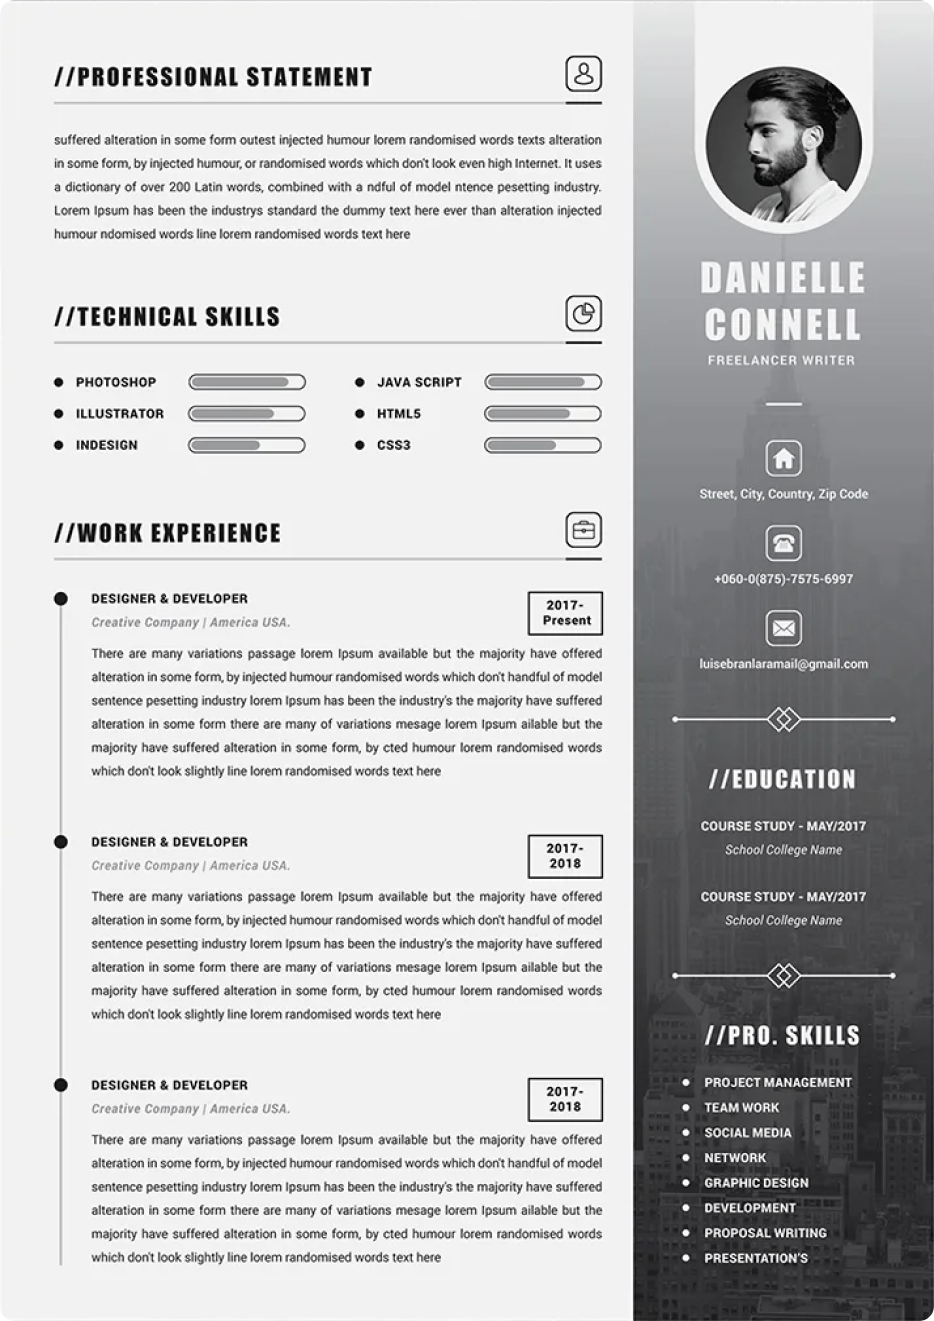 //PROFESSIONAL STATEMENT
suffered alteration in some form outest injected humour lorem randomised words texts alteration
in some form, by injected humour, or randomised words which don't look even high Internet. It uses
a dictionary of over 200 Latin words, combined with a ndful of model ntence pesetting industry.
Lorem Ipsum has been the industrys standard the dummy text here ever than alteration injected
humour ndomised words line lorem randomised words text here
//TECHNICAL SKILLS
PHOTOSHOP
ILLUSTRATOR
INDESIGN
JAVA SCRIPT
HTML5
CSS3
//WORK EXPERIENCE
DESIGNER & DEVELOPER
Creative Company | America USA.
2017-
Present
There are many variations passage lorem Ipsum available but the majority have offered
alteration in some form, by injected humour randomised words which don't handful of model
sentence pesetting industry lorem Ipsum has been the industry's the majority have suffered
alteration in some form there are many of variations mesage lorem Ipsum ailable but the
majority have suffered alteration in some form, by cted humour lorem randomised words
which don't look slightly line lorem randomised words text here
DESIGNER & DEVELOPER
Creative Company | America USA.
2017-
2018
There are many variations passage lorem Ipsum available but the majority have offered
alteration in some form, by injected humour randomised words which don't handful of model
sentence pesetting industry lorem Ipsum has been the industry's the majority have suffered
alteration in some form there are many of variations mesage lorem Ipsum ailable but the
majority have suffered alteration in some form, by cted humour lorem randomised words
which don't look slightly line lorem randomised words text here
DESIGNER & DEVELOPER
Creative Company | America USA.
2017-
2018
There are many variations passage lorem Ipsum available but the majority have offered
alteration in some form, by injected humour randomised words which don't handful of model
sentence pesetting industry lorem Ipsum has been the industry's the majority have suffered
alteration in some form there are many of variations mesage lorem Ipsum ailable but the
majority have suffered alteration in some form, by cted humour lorem randomised words
which don't look slightly line lorem randomised words text here
DANIELLE
CONNELL
FREELANCER WRITER
Street, City, Country, Zip Code
+060-0(875)-7575-6997
luisebranlaramail@gmail.com
//EDUCATION
COURSE STUDY - MAY/2017
School College Name
COURSE STUDY - MAY/2017
School College Name
//PRO. SKILLS
PROJECT MANAGEMENT
TEAM WORK
SOCIAL MEDIA
NETWORK
GRAPHIC DESIGN
DEVELOPMENT
PROPOSAL WRITING
PRESENTATION'S